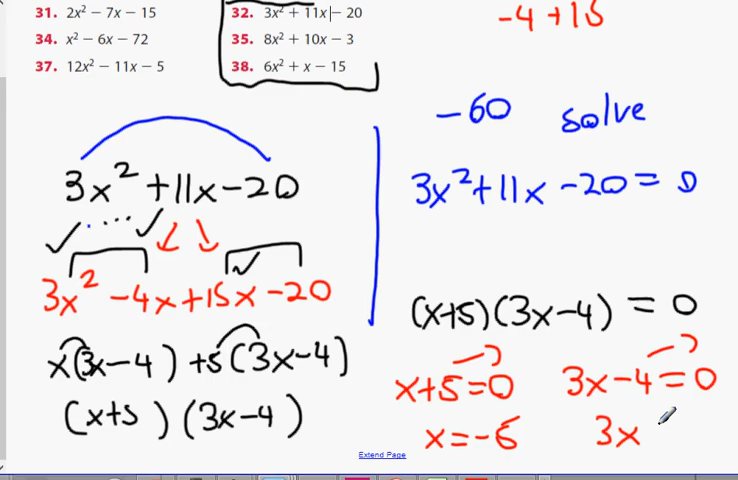 31. 2x² − 7x − 15
32. 3x² + 11x − 20
34. x² − 6x − 72
35. 8x² + 10x − 3
37. 12x² − 11x − 5
38. 6x² + x − 15
-4 +15
-60 solve
3x² +11x -20
3x² -4x +15x -20
x(3x-4) +5(3x-4)
(x+5)(3x-4)
3x²+11x -20 = 0
(x+5)(3x-4) = 0
x+5=0 3x-4=0
x=-6 3x
Extend Page